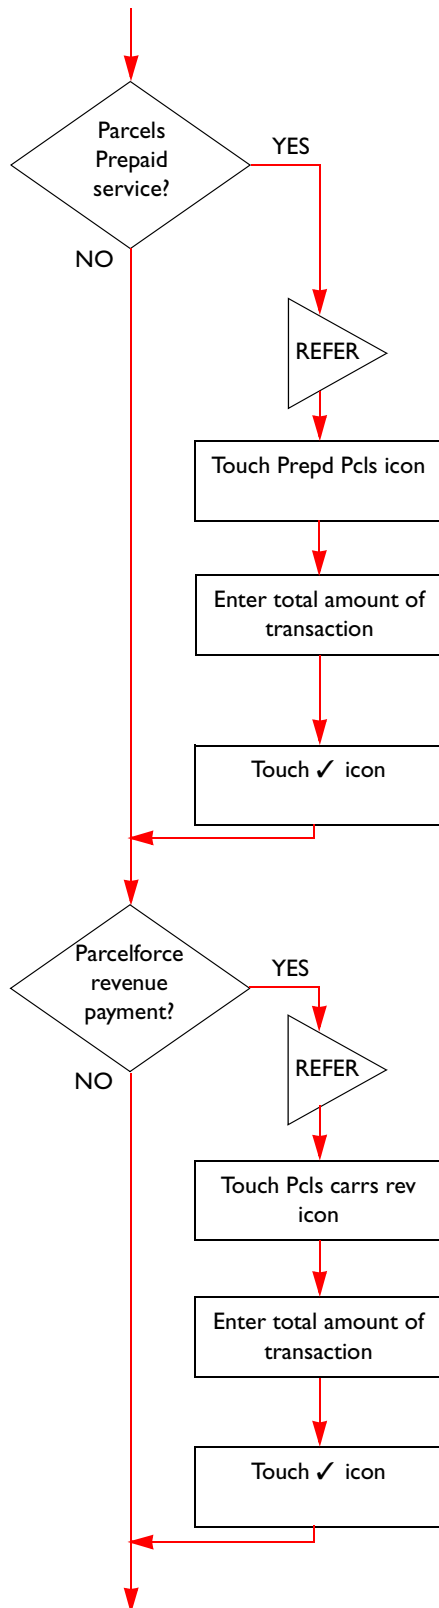 Parcels
Prepaid
service?
YES
NO
REFER
Touch Prepd Pcls icon
Enter total amount of
transaction
Touch ✓ icon
Parcelforce
revenue
payment?
YES
NO
REFER
Touch Pcls carrs rev
icon
Enter total amount of
transaction
Touch ✓ icon